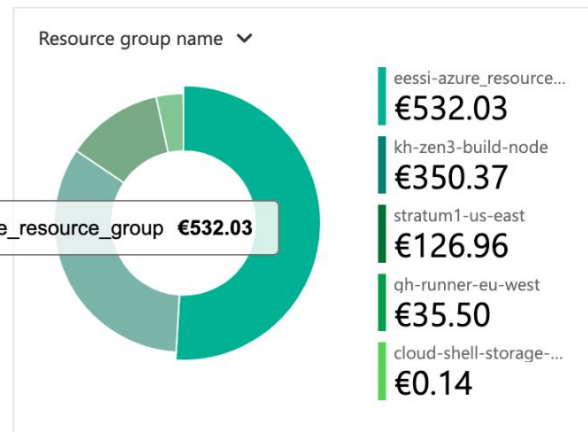 Resource group name
eessi-azure_resource...
€532.03
kh-zen3-build-node
€350.37
e_resource_group €532.03
stratum1-us-east
€126.96
gh-runner-eu-west
€35.50
cloud-shell-storage-...
€0.14